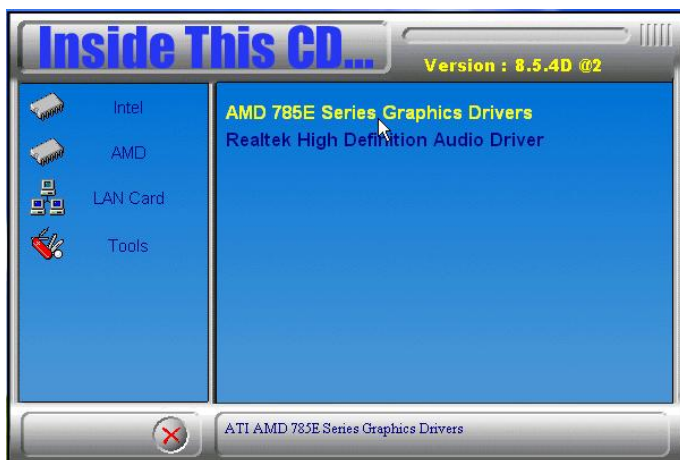 Inside This CD...
Version : 8.5.4D @2
Intel
AMD
LAN Card
Tools
AMD 785E Series Graphics Drivers
Realtek High Definition Audio Driver
ATI AMD 785E Series Graphics Drivers